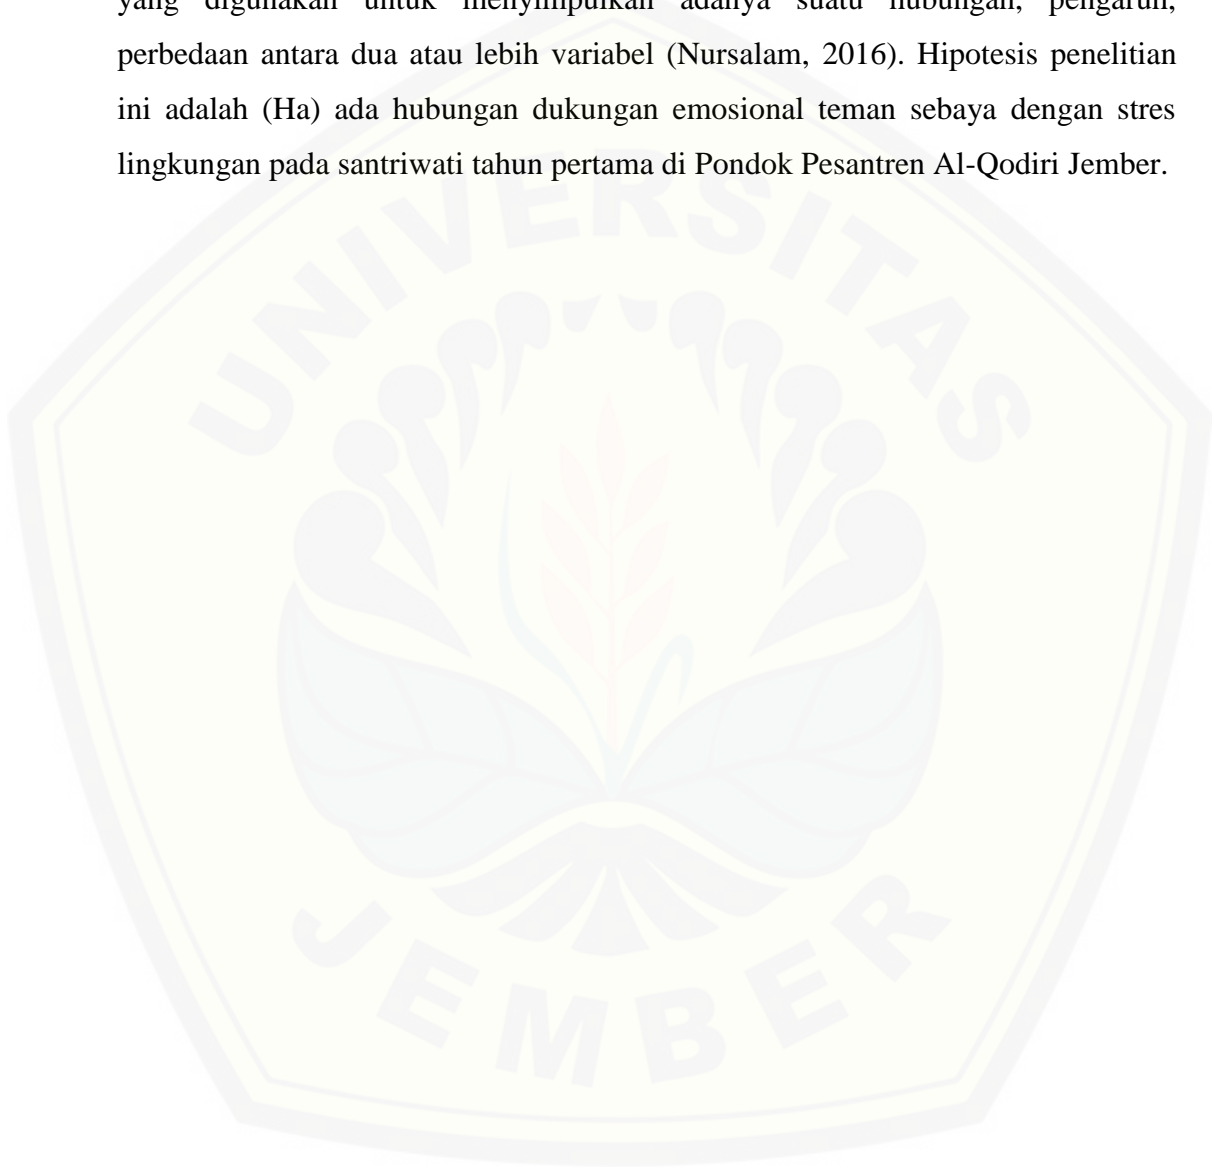 yang digunakan untuk menyimpulkan adanya suatu hubungan, pengaruh,
perbedaan antara dua atau lebih variabel (Nursalam, 2016). Hipotesis penelitian
ini adalah (Ha) ada hubungan dukungan emosional teman sebaya dengan stres
lingkungan pada santriwati tahun pertama di Pondok Pesantren Al-Qodiri Jember.
UNIVERSITAS
JEMBER